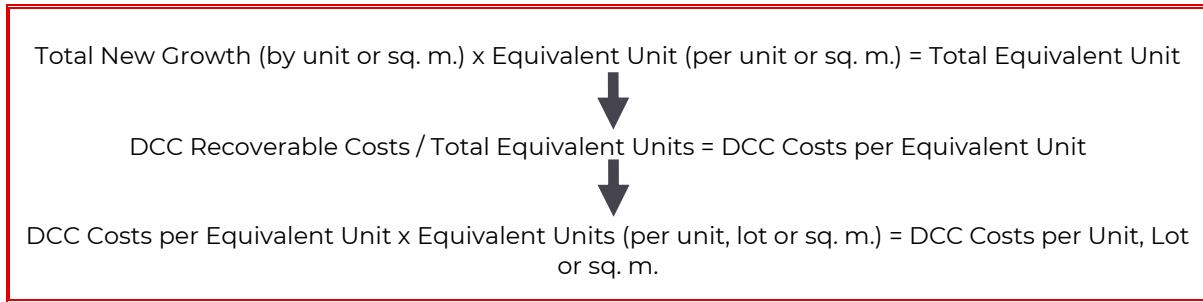 Total New Growth (by unit or sq. m.) x Equivalent Unit (per unit or sq. m.) = Total Equivalent Unit
DCC Recoverable Costs / Total Equivalent Units = DCC Costs per Equivalent Unit
DCC Costs per Equivalent Unit x Equivalent Units (per unit, lot or sq. m.) = DCC Costs per Unit, Lot
or sq. m.